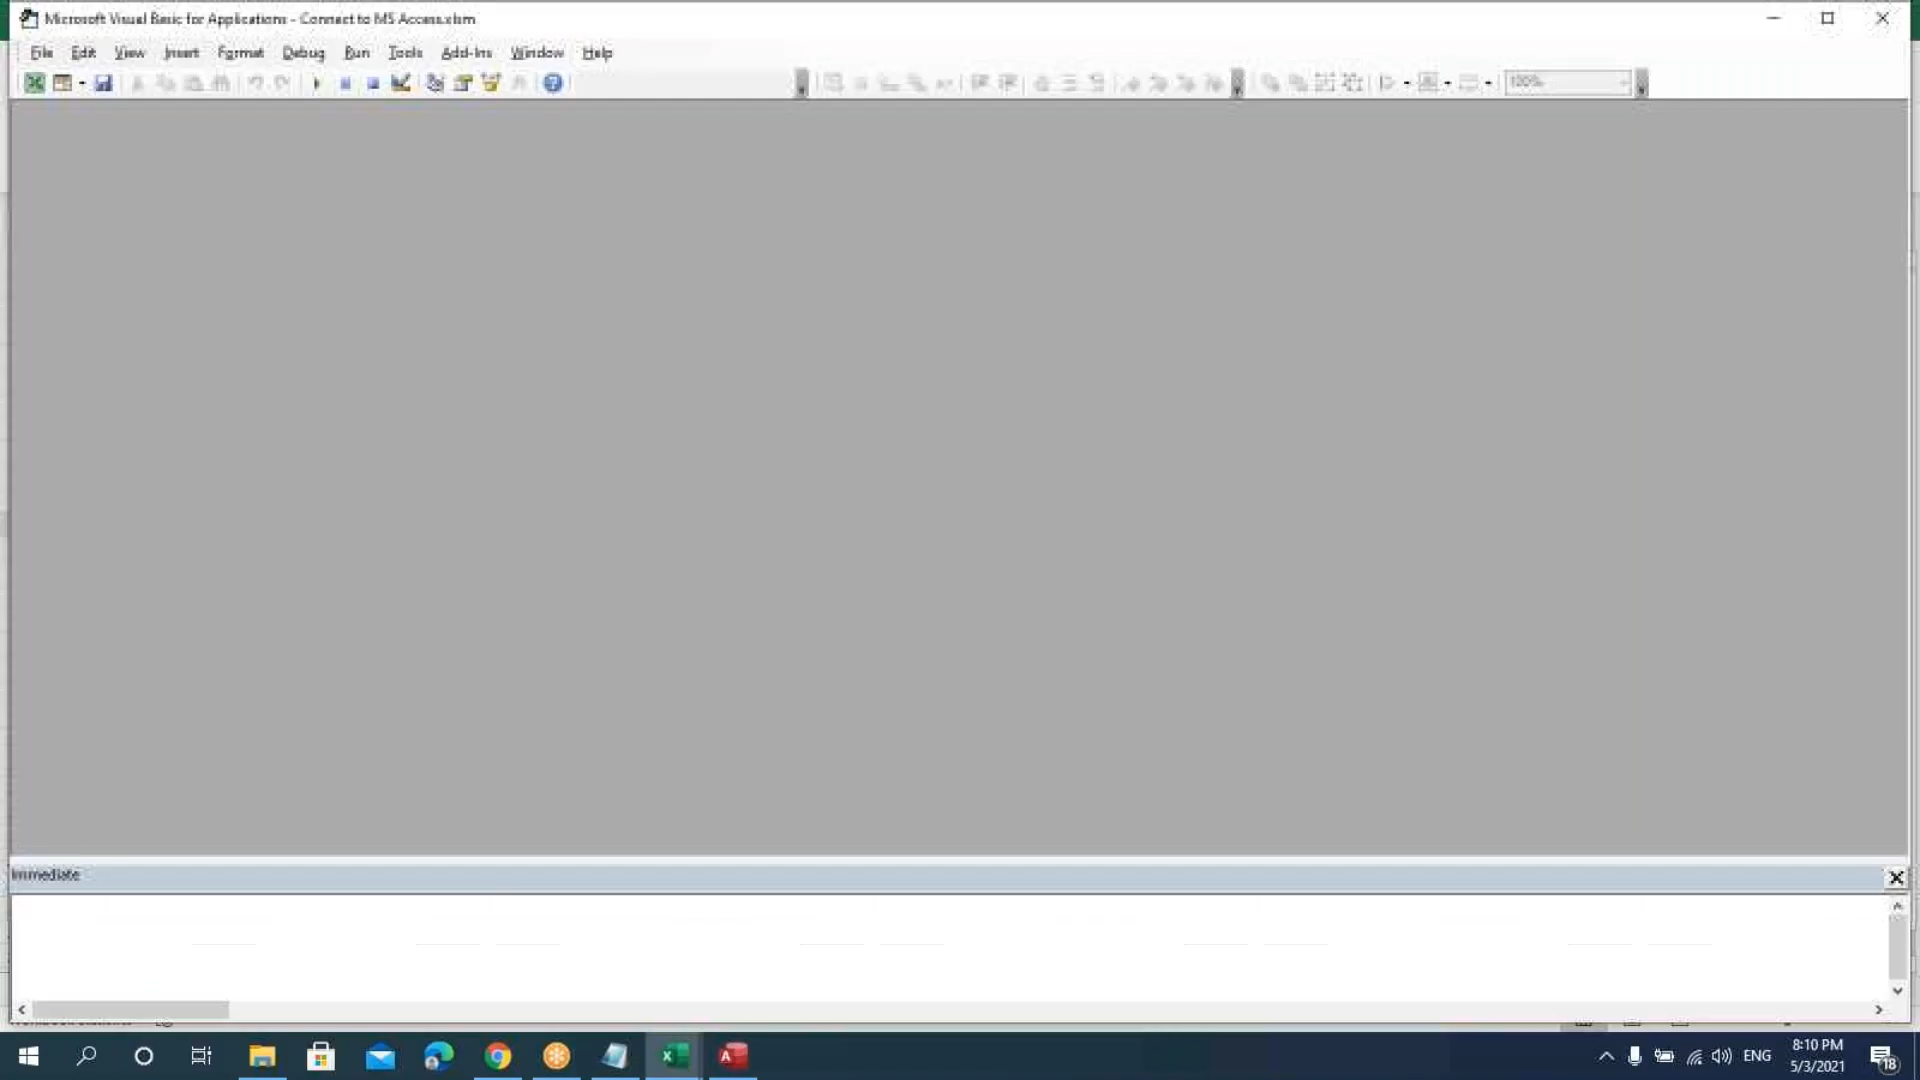 Microsoft Visual Basic for Applications - Connect to MS Access.xlsm
File Edit View Insert Format Debug Run Tools Add-Ins Window Help
100%
Immediate
8:10 PM
ENG
5/3/2021
18